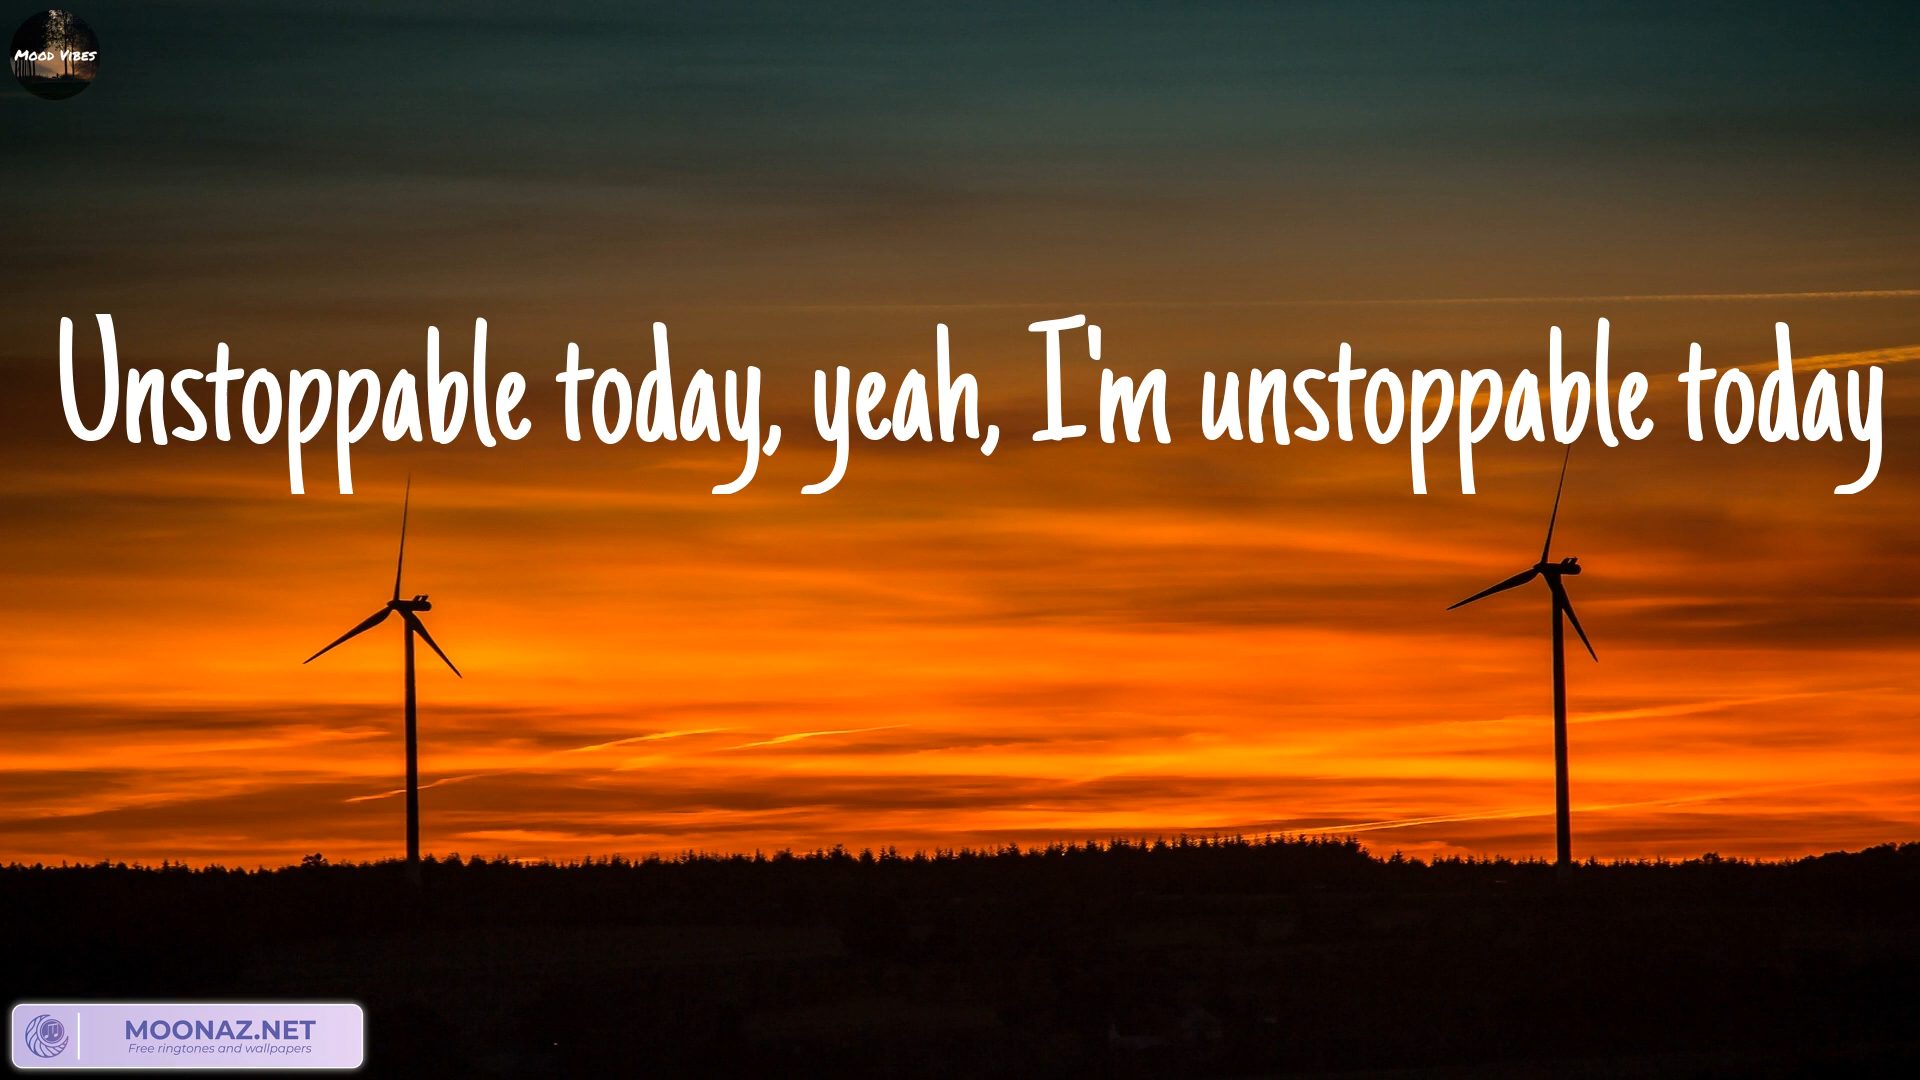 Mood Vibes
Unstoppable today, yeah, I'm unstoppable today
MOONAZ.NET
Free ringtones and wallpapers